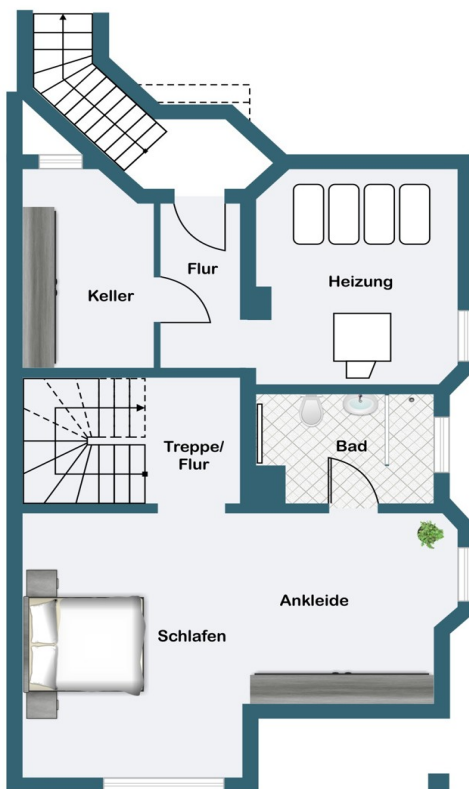 Flur
Heizung
Keller
Treppe/
Flur
Bad
Ankleide
Schlafen